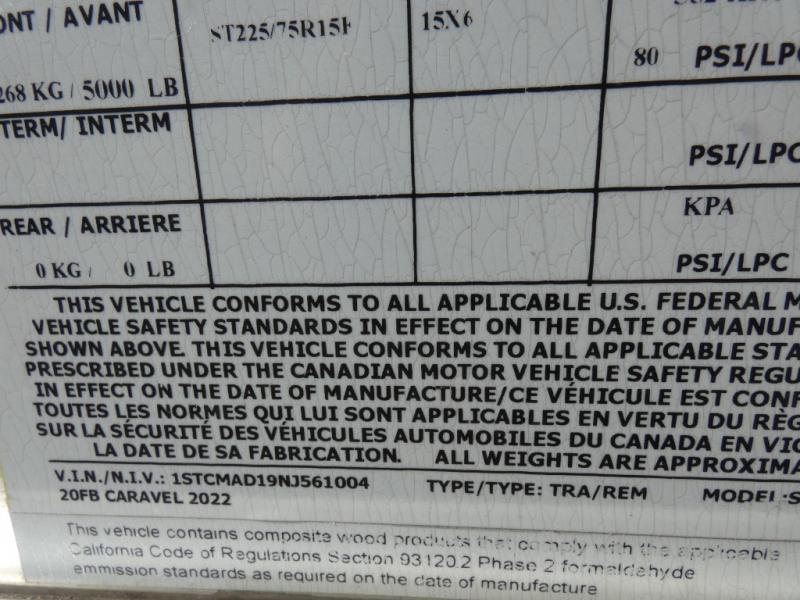 ONT / AVANT
ST225/75R15
15X6
80 PSI/LPC
268 KG / 5000 LB
TERM/ INTERM
PSI/LPC
KPA
REAR / ARRIERE
PSI/LPC
0 KG / 0 LB
THIS VEHICLE CONFORMS TO ALL APPLICABLE U.S. FEDERAL M
VEHICLE SAFETY STANDARDS IN EFFECT ON THE DATE OF MANUF
SHOWN ABOVE. THIS VEHICLE CONFORMS TO ALL APPLICABLE STA
PRESCRIBED UNDER THE CANADIAN MOTOR VEHICLE SAFETY REGU
IN EFFECT ON THE DATE OF MANUFACTURE/CE VÉHICULE EST CONF
TOUTES LES NORMES QUI LUI SONT APPLICABLES EN VERTU DU RÈG
SUR LA SÉCURITÉ DES VÉHICULES AUTOMOBILES DU CANADA EN VIG
LA DATE DE SA FABRICATION. ALL WEIGHTS ARE APPROXIMA
V.I.N./N.I.V.: 1STCMAD19NJ561004 TYPE/TYPE: TRA/REM MODEL:S
20FB CARAVEL 2022
This vehicle contains composite wood products that comply with the applicable
California Code of Regulations Section 93120.2 Phase 2 formaldehyde
emmission standards as required on the date of manufacture